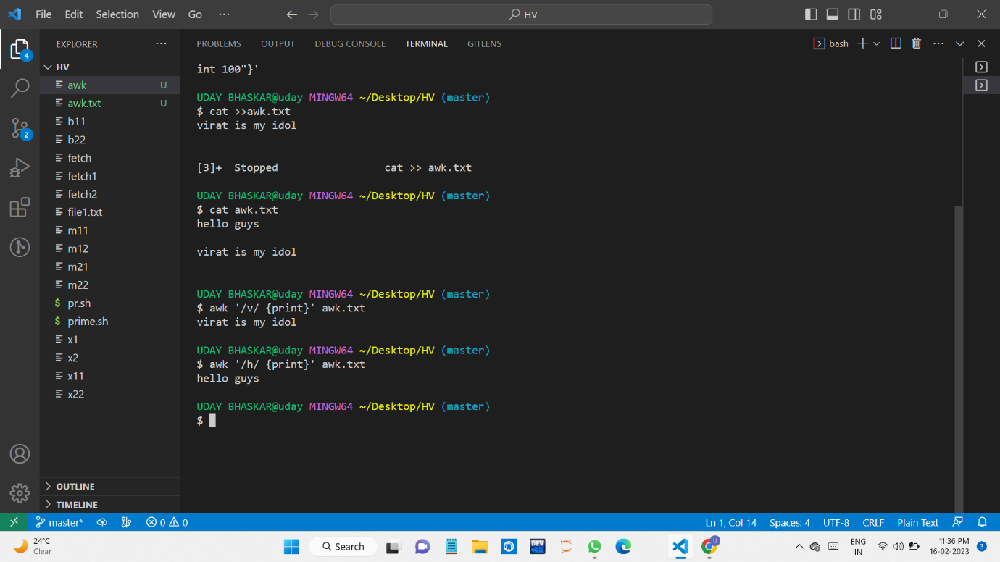 File Edit Selection View Go ···
HV
EXPLORER ···
HV
awk U
awk.txt U
b11
b22
fetch
fetch1
fetch2
file1.txt
m11
m12
m21
m22
$ pr.sh
$ prime.sh
x1
x2
x11
x22
OUTLINE
TIMELINE
4
2
PROBLEMS OUTPUT DEBUG CONSOLE TERMINAL GITLENS
bash
int 100"}'
UDAY BHASKAR@uday MINGW64 ~/Desktop/HV (master)
$ cat >>awk.txt
virat is my idol
[3]+ Stopped cat >> awk.txt
UDAY BHASKAR@uday MINGW64 ~/Desktop/HV (master)
$ cat awk.txt
hello guys
virat is my idol
UDAY BHASKAR@uday MINGW64 ~/Desktop/HV (master)
$ awk '/v/ {print}' awk.txt
virat is my idol
UDAY BHASKAR@uday MINGW64 ~/Desktop/HV (master)
$ awk '/h/ {print}' awk.txt
hello guys
UDAY BHASKAR@uday MINGW64 ~/Desktop/HV (master)
$
master* 0 0
Ln 1, Col 14 Spaces: 4 UTF-8 CRLF Plain Text
24°C
Clear
Search
DEV
U
ENG
IN
11:36 PM
16-02-2023
3